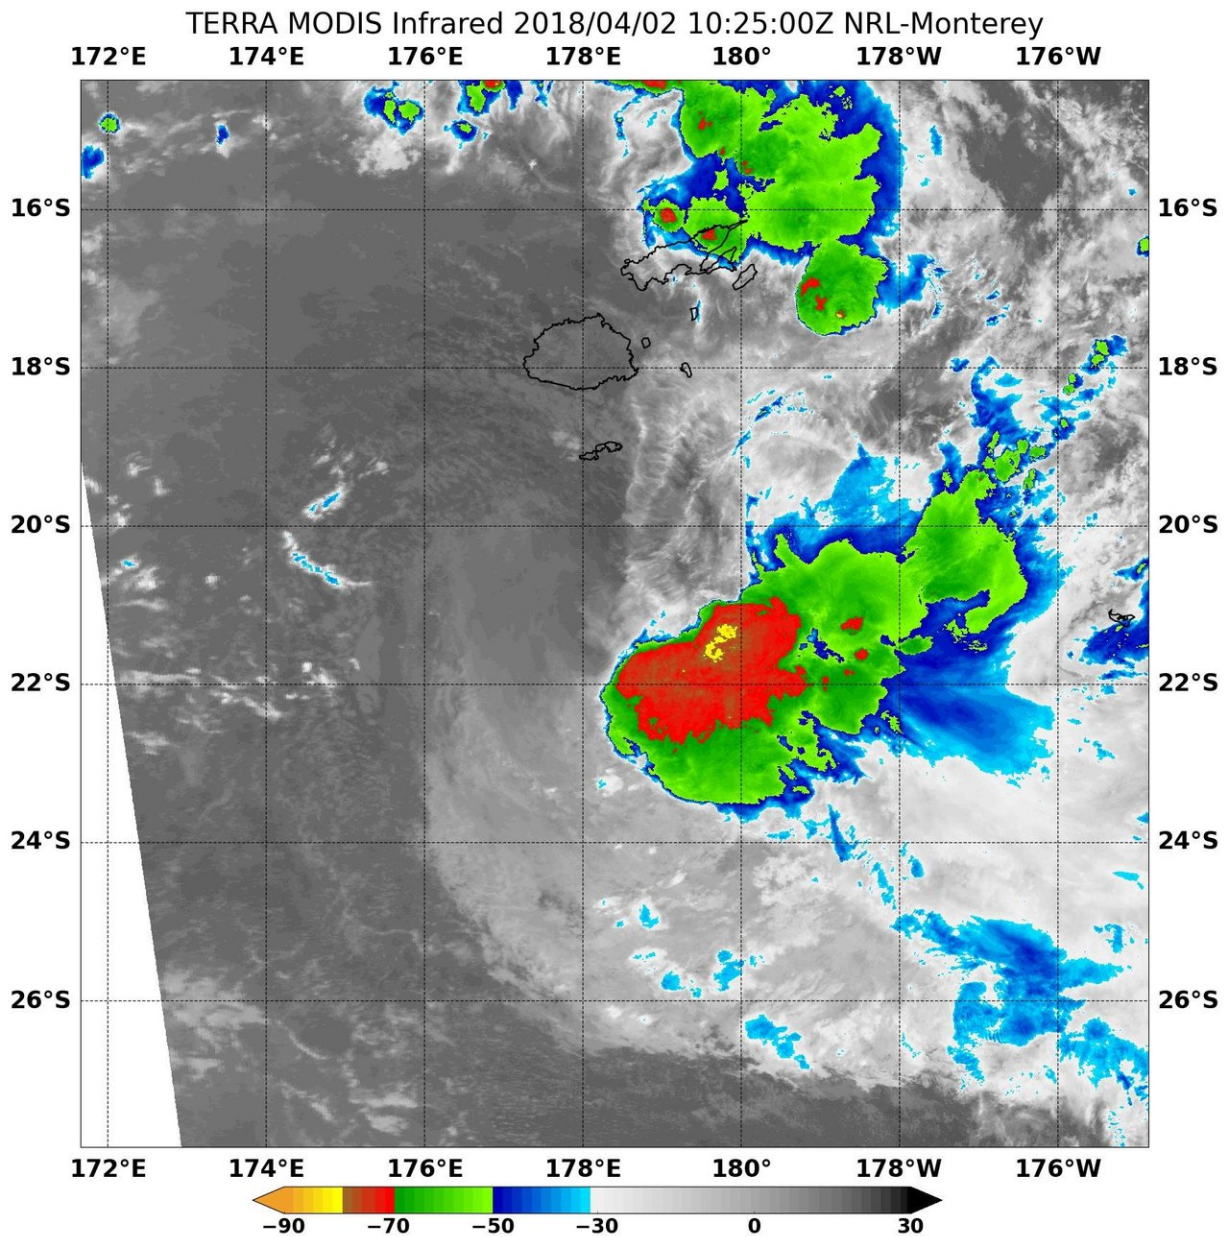 TERRA MODIS Infrared 2018/04/02 10:25:00Z NRL-Monterey
172°E 174°E 176°E 178°E 180° 178°W 176°W
16°S 16°S
18°S 18°S
20°S 20°S
22°S 22°S
24°S 24°S
26°S 26°S
172°E 174°E 176°E 178°E 180° 178°W 176°W
−90 −70 −50 −30 0 30